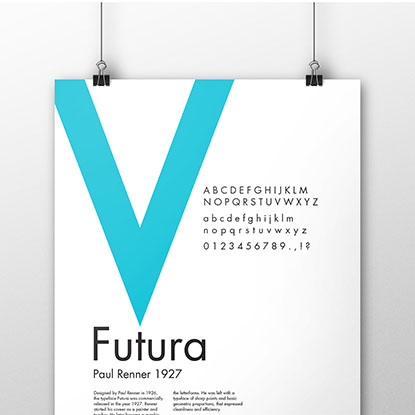 V
ABCDEFGHIJKLM
NOPQRSTUVWXYZ
abcdefghijklm
nopqrstuvwxyz
0123456789.,!?
Futura
Paul Renner 1927
Designed by Paul Renner in 1926,
the typeface Futura was commercially
released in the year 1927. Renner
started his career as a painter and
the letterforms. He was left with a
typeface of sharp points and basic
geometric proportions, that expressed
cleanliness and efficiency.